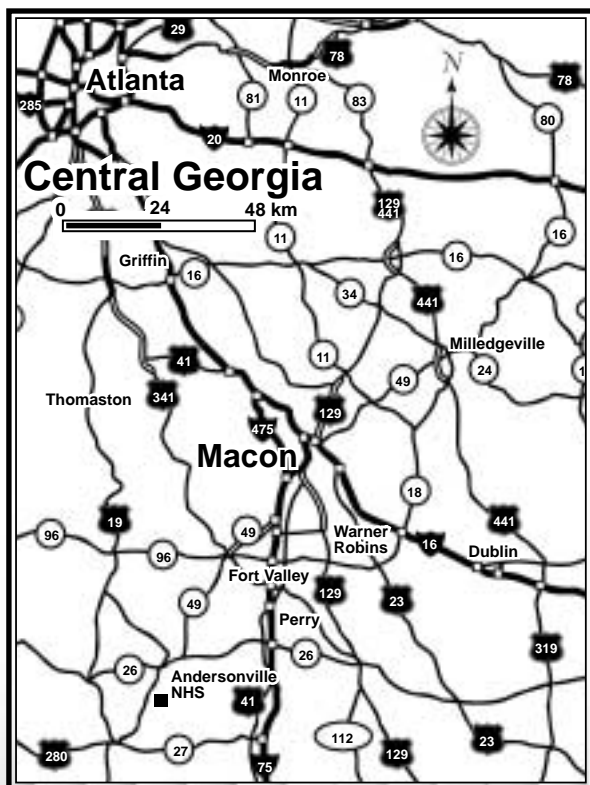 29
78
Monroe
78
Atlanta
N
285
81
11
83
80
20
Central Georgia
0 24 48 km
129
441
11
16
Griffin
16
16
34
441
41
11
Milledgeville
49
24
Thomaston
341
129
475
Macon
18
19
49
Warner
Robins
441
96
96
16
Dublin
Fort Valley
129
49
23
Perry
319
26
26
Andersonville
NHS
41
280
27
112
129
23
75